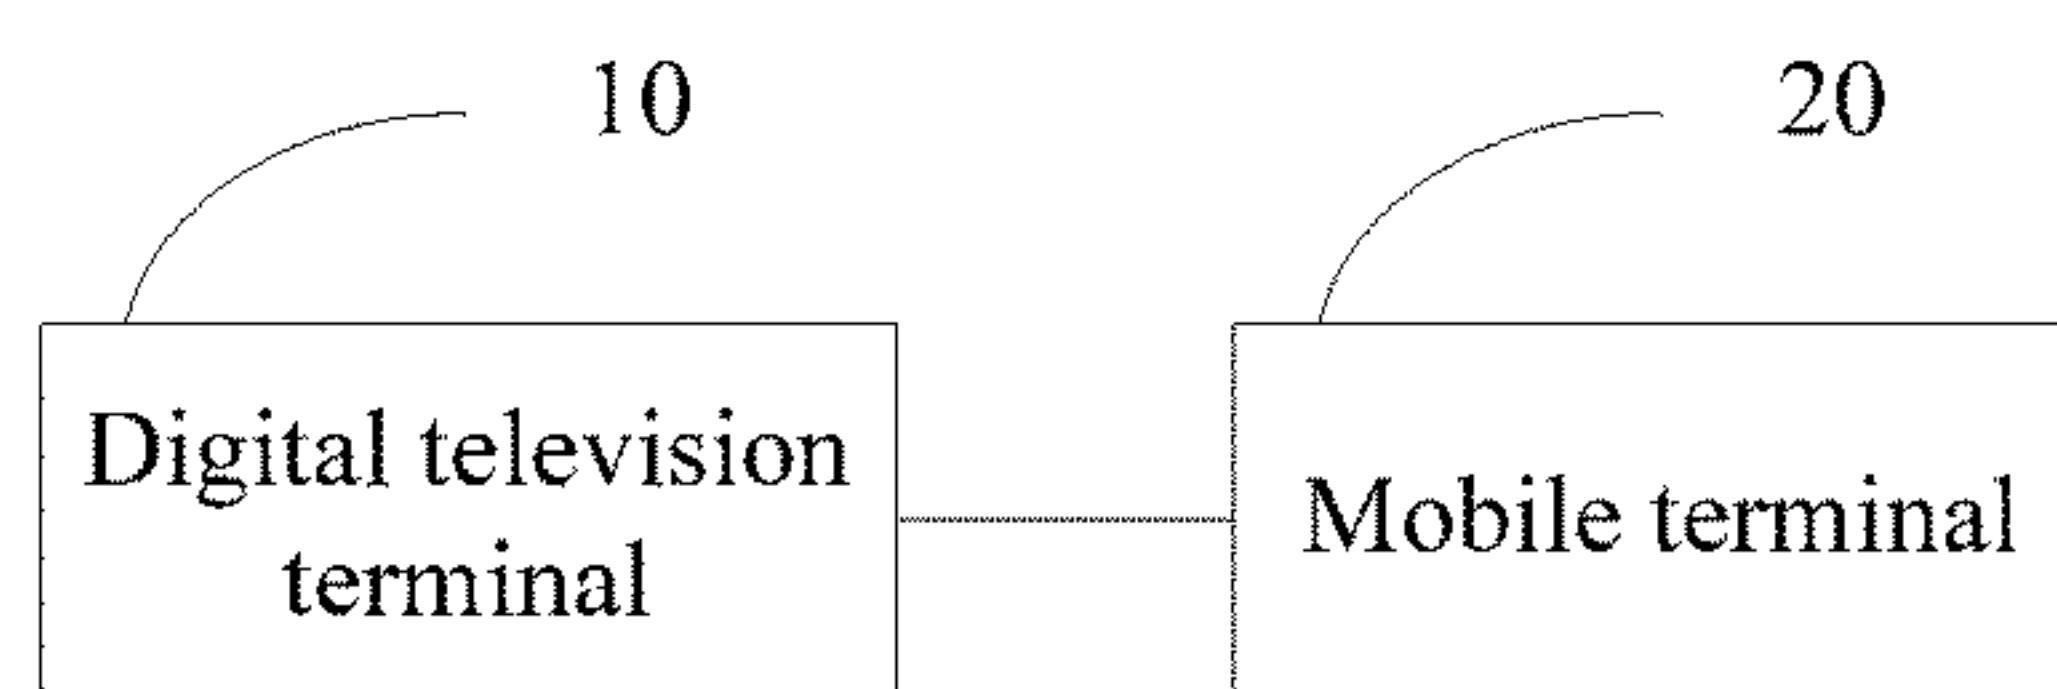 10
20
Digital television
terminal
Mobile terminal